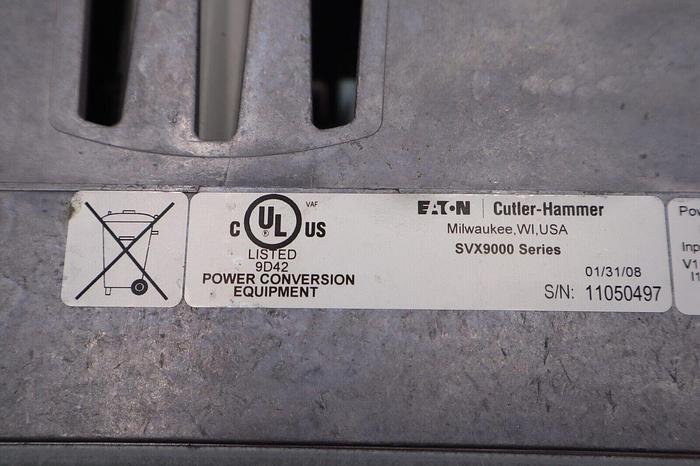 VAF
C UL US
®
LISTED
9D42
POWER CONVERSION
EQUIPMENT
EATON Cutler-Hammer
Milwaukee,WI,USA
SVX9000 Series
01/31/08
S/N: 11050497